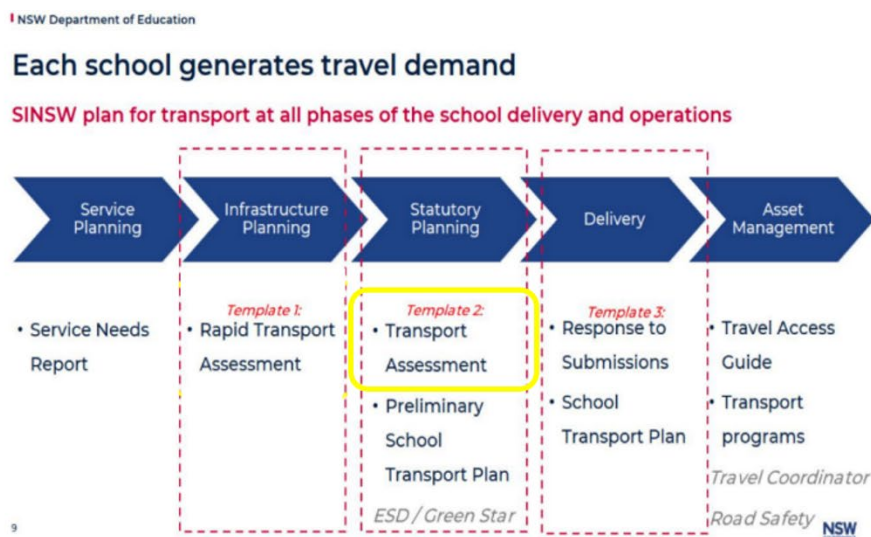 NSW Department of Education
Each school generates travel demand
SINSW plan for transport at all phases of the school delivery and operations
Service
Planning
Infrastructure
Planning
Statutory
Planning
Delivery
Asset
Management
• Service Needs
Report
Template 1:
• Rapid Transport
Assessment
Template 2:
• Transport
Assessment
• Preliminary
School
Transport Plan
ESD / Green Star
Template 3:
• Response to
Submissions
• School
Transport Plan
• Travel Access
Guide
• Transport
programs
Travel Coordinator
Road Safety
9
NSW